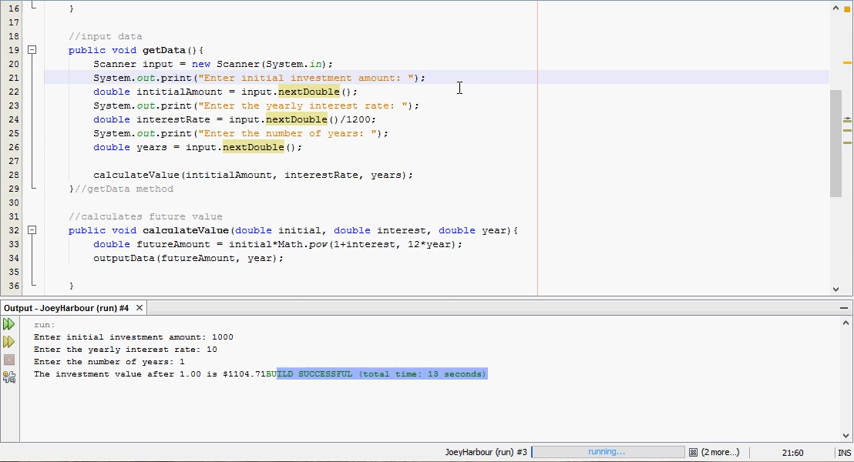 16 }
17
18 //input data
19 public void getData(){
20 Scanner input = new Scanner(System.in);
21 System.out.print("Enter initial investment amount: ");
22 double intitialAmount = input.nextDouble();
23 System.out.print("Enter the yearly interest rate: ");
24 double interestRate = input.nextDouble()/1200;
25 System.out.print("Enter the number of years: ");
26 double years = input.nextDouble();
27
28 calculateValue(intitialAmount, interestRate, years);
29 }//getData method
30
31 //calculates future value
32 public void calculateValue(double initial, double interest, double year){
33 double futureAmount = initial*Math.pow(1+interest, 12*year);
34 outputData(futureAmount, year);
35
36 }
Output - JoeyHarbour (run) #4
run:
Enter initial investment amount: 1000
Enter the yearly interest rate: 10
Enter the number of years: 1
The investment value after 1.00 is $1104.71BUILD SUCCESSFUL (total time: 13 seconds)
JoeyHarbour (run) #3 running... (2 more...) 21:60 INS